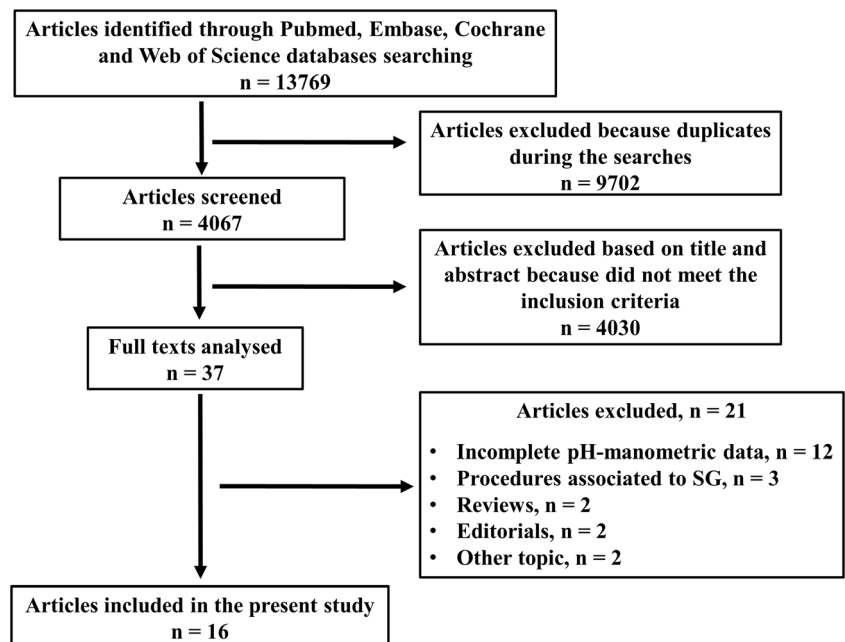 Articles identified through Pubmed, Embase, Cochrane
and Web of Science databases searching
n = 13769
Articles excluded because duplicates
during the searches
n = 9702
Articles screened
n = 4067
Articles excluded based on title and
abstract because did not meet the
inclusion criteria
n = 4030
Full texts analysed
n = 37
Articles excluded, n = 21
• Incomplete pH-manometric data, n = 12
• Procedures associated to SG, n = 3
• Reviews, n = 2
• Editorials, n = 2
• Other topic, n = 2
Articles included in the present study
n = 16